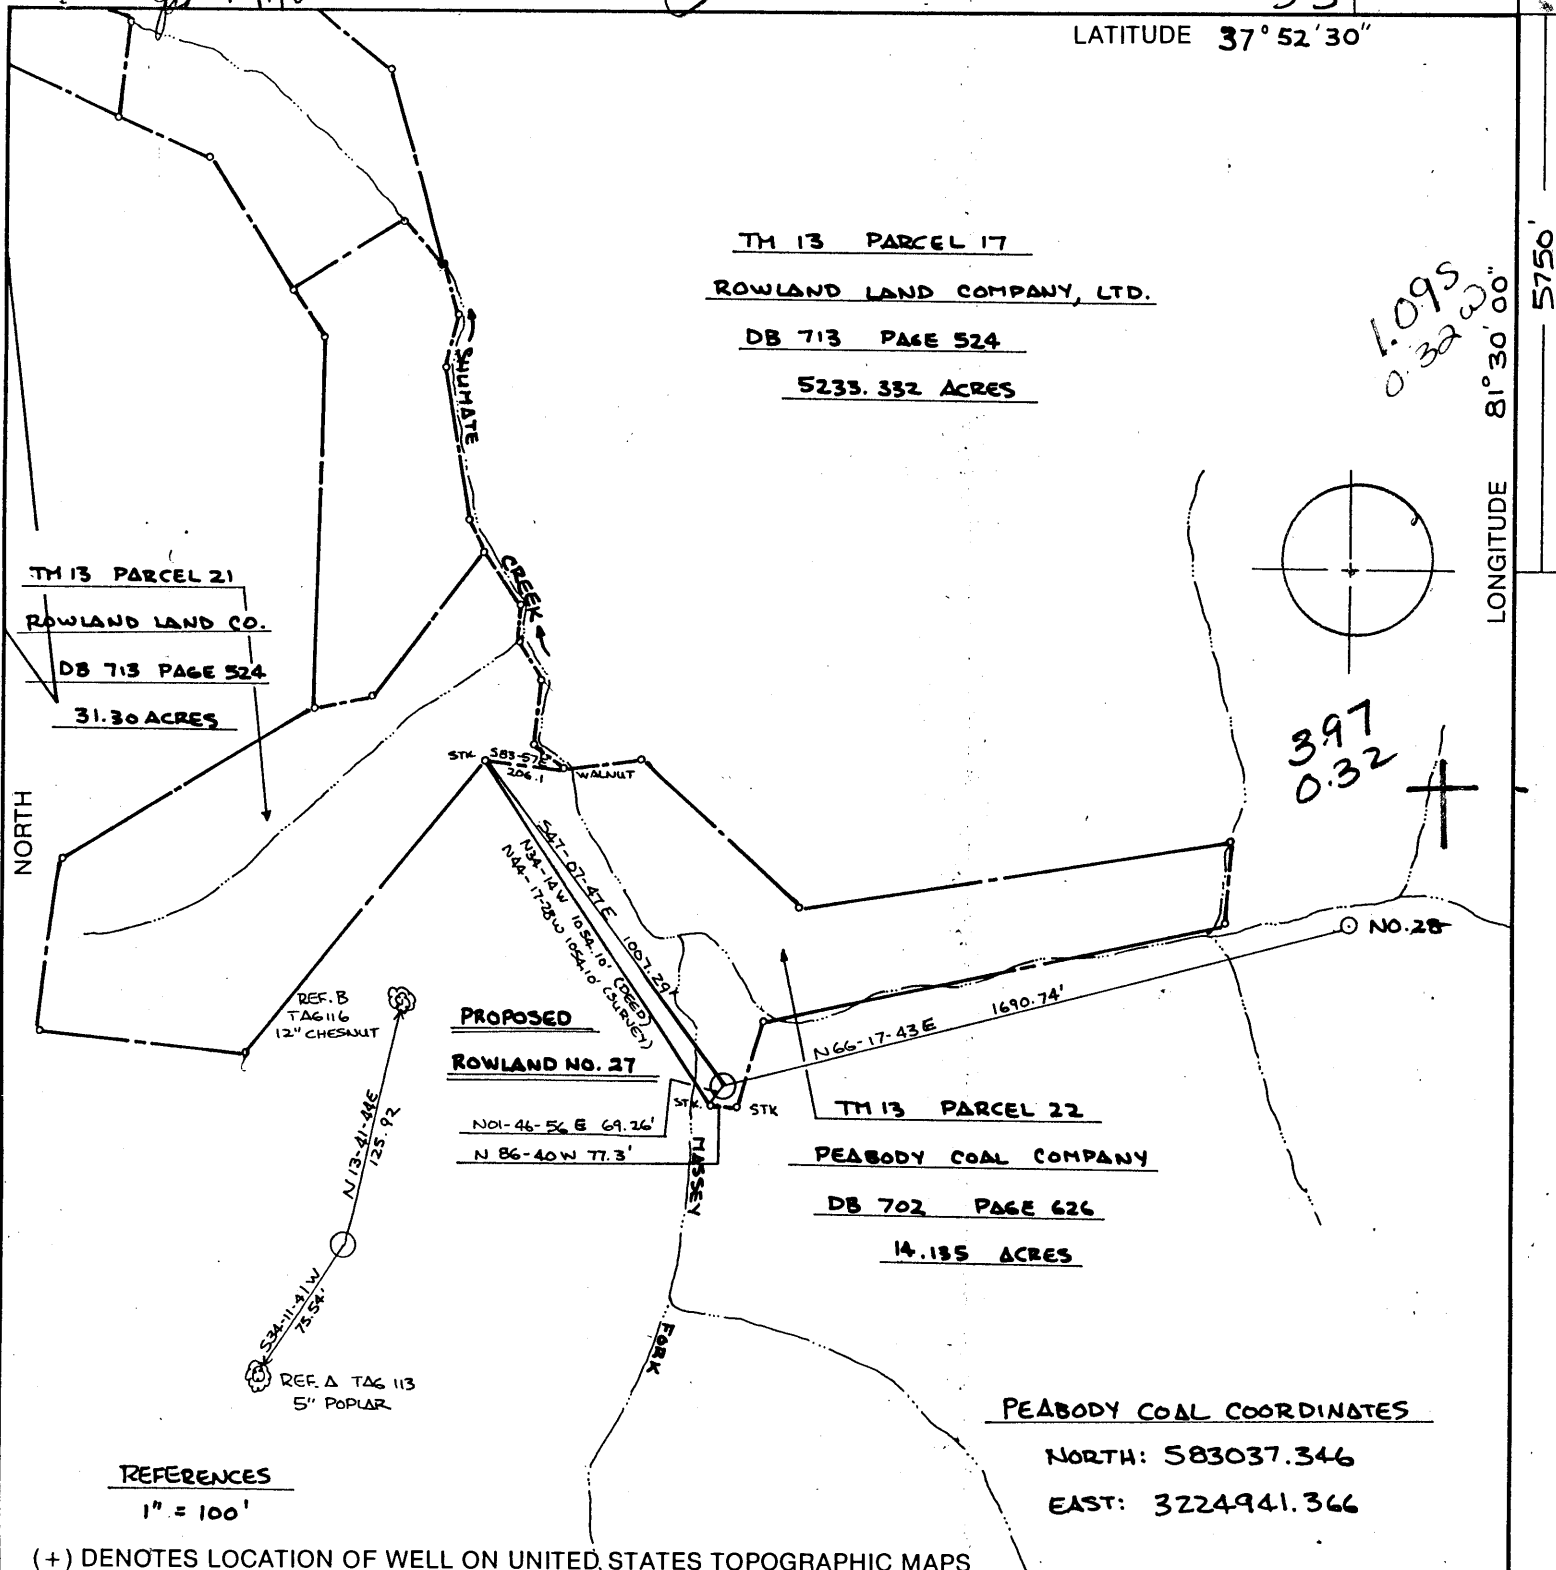 LATITUDE 37°52'30"
5750'
LONGITUDE 81°30'00"
1.095
0.32W
TM 13 PARCEL 17
ROWLAND LAND COMPANY, LTD.
DB 713 PAGE 524
5233.332 ACRES
SHUMATE
CREEK
TM 13 PARCEL 21
ROWLAND LAND CO.
DB 713 PAGE 524
31.30 ACRES
3.97
0.32
NORTH
STK
S83-57E
206.1
WALNUT
S47-07-47E 1007.29'
N34-14W 1054.10' (DEED)
N44-17-28W 1054.10' (SURVEY)
NO. 28
N66-17-43E 1690.74'
REF. B
TAG 116
12" CHESNUT
PROPOSED
ROWLAND NO. 27
STK.
STK
N01-46-56 E 69.26'
N 86-40 W 77.3'
TM 13 PARCEL 22
PEABODY COAL COMPANY
DB 702 PAGE 626
14.135 ACRES
N13-41-44E
125.92
MASSEY
FORK
S34-11-41W
75.54'
REF. A TAG 113
5" POPLAR
PEABODY COAL COORDINATES
NORTH: 583037.346
EAST: 3224941.366
REFERENCES
1" = 100'
(+) DENOTES LOCATION OF WELL ON UNITED STATES TOPOGRAPHIC MAPS